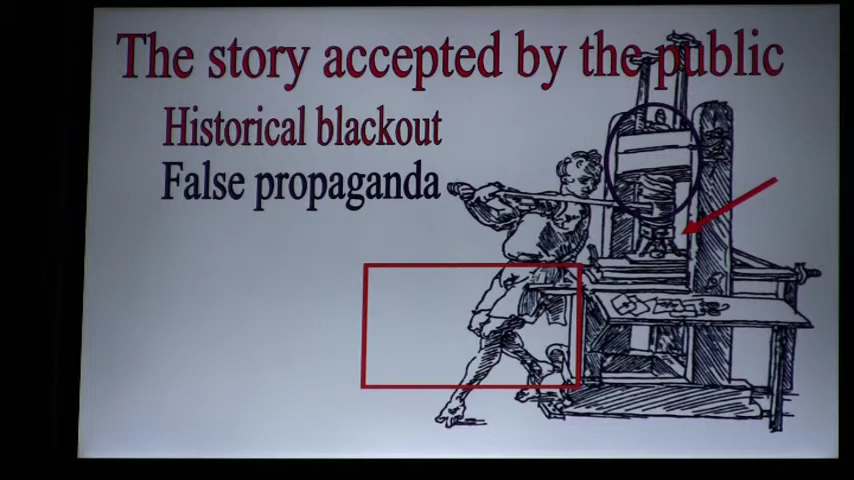 The story accepted by the public
Historical blackout
False propaganda